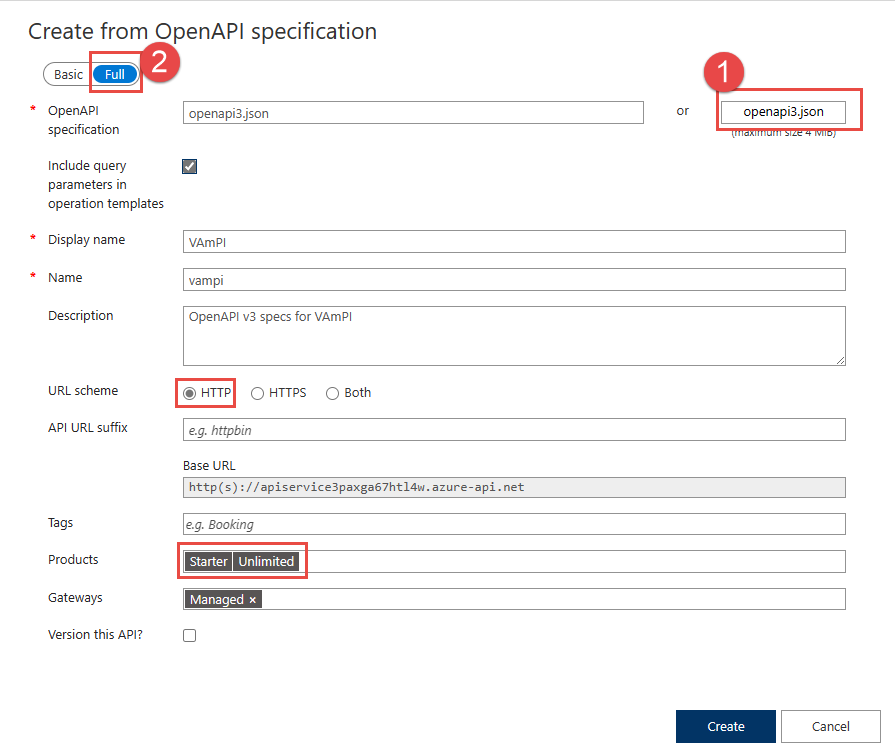 Create from OpenAPI specification
Basic Full 2
1
* OpenAPI specification
openapi3.json or openapi3.json
(maximum size 4 MiB)
Include query parameters in operation templates
* Display name VAmPI
* Name vampi
Description OpenAPI v3 specs for VAmPI
URL scheme HTTP HTTPS Both
API URL suffix e.g. httpbin
Base URL
http(s)://apiservice3paxga67htl4w.azure-api.net
Tags e.g. Booking
Products Starter Unlimited
Gateways Managed ×
Version this API?
Create Cancel